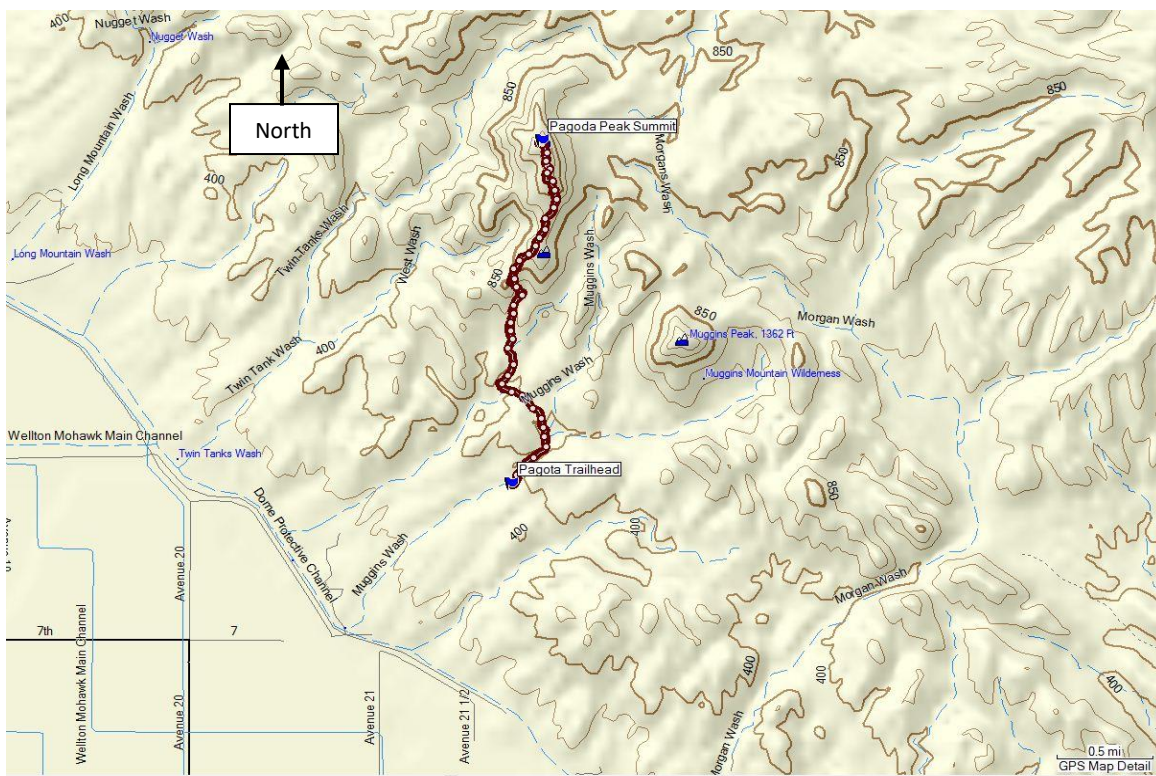 400
Nugget Wash
Nugget Wash
North
Long Mountain Wash
400
Long Mountain Wash
850
Pagoda Peak Summit
850
Morgans Wash
850
850
Twin Tanks Wash
West Wash
850
Muggins Wash
850
Muggins Peak, 1362 Ft
Morgan Wash
Muggins Mountain Wilderness
400
Twin Tank Wash
Muggins Wash
Wellton Mohawk Main Channel
Twin Tanks Wash
Pagota Trailhead
850
Dome Protective Channel
400
400
Avenue 20
Muggins Wash
Morgan Wash
7th
7
Wellton Mohawk Main Channel
Avenue 20
Avenue 21
Avenue 21 1/2
400
400
400
Morgan Wash
0.5 mi
GPS Map Detail